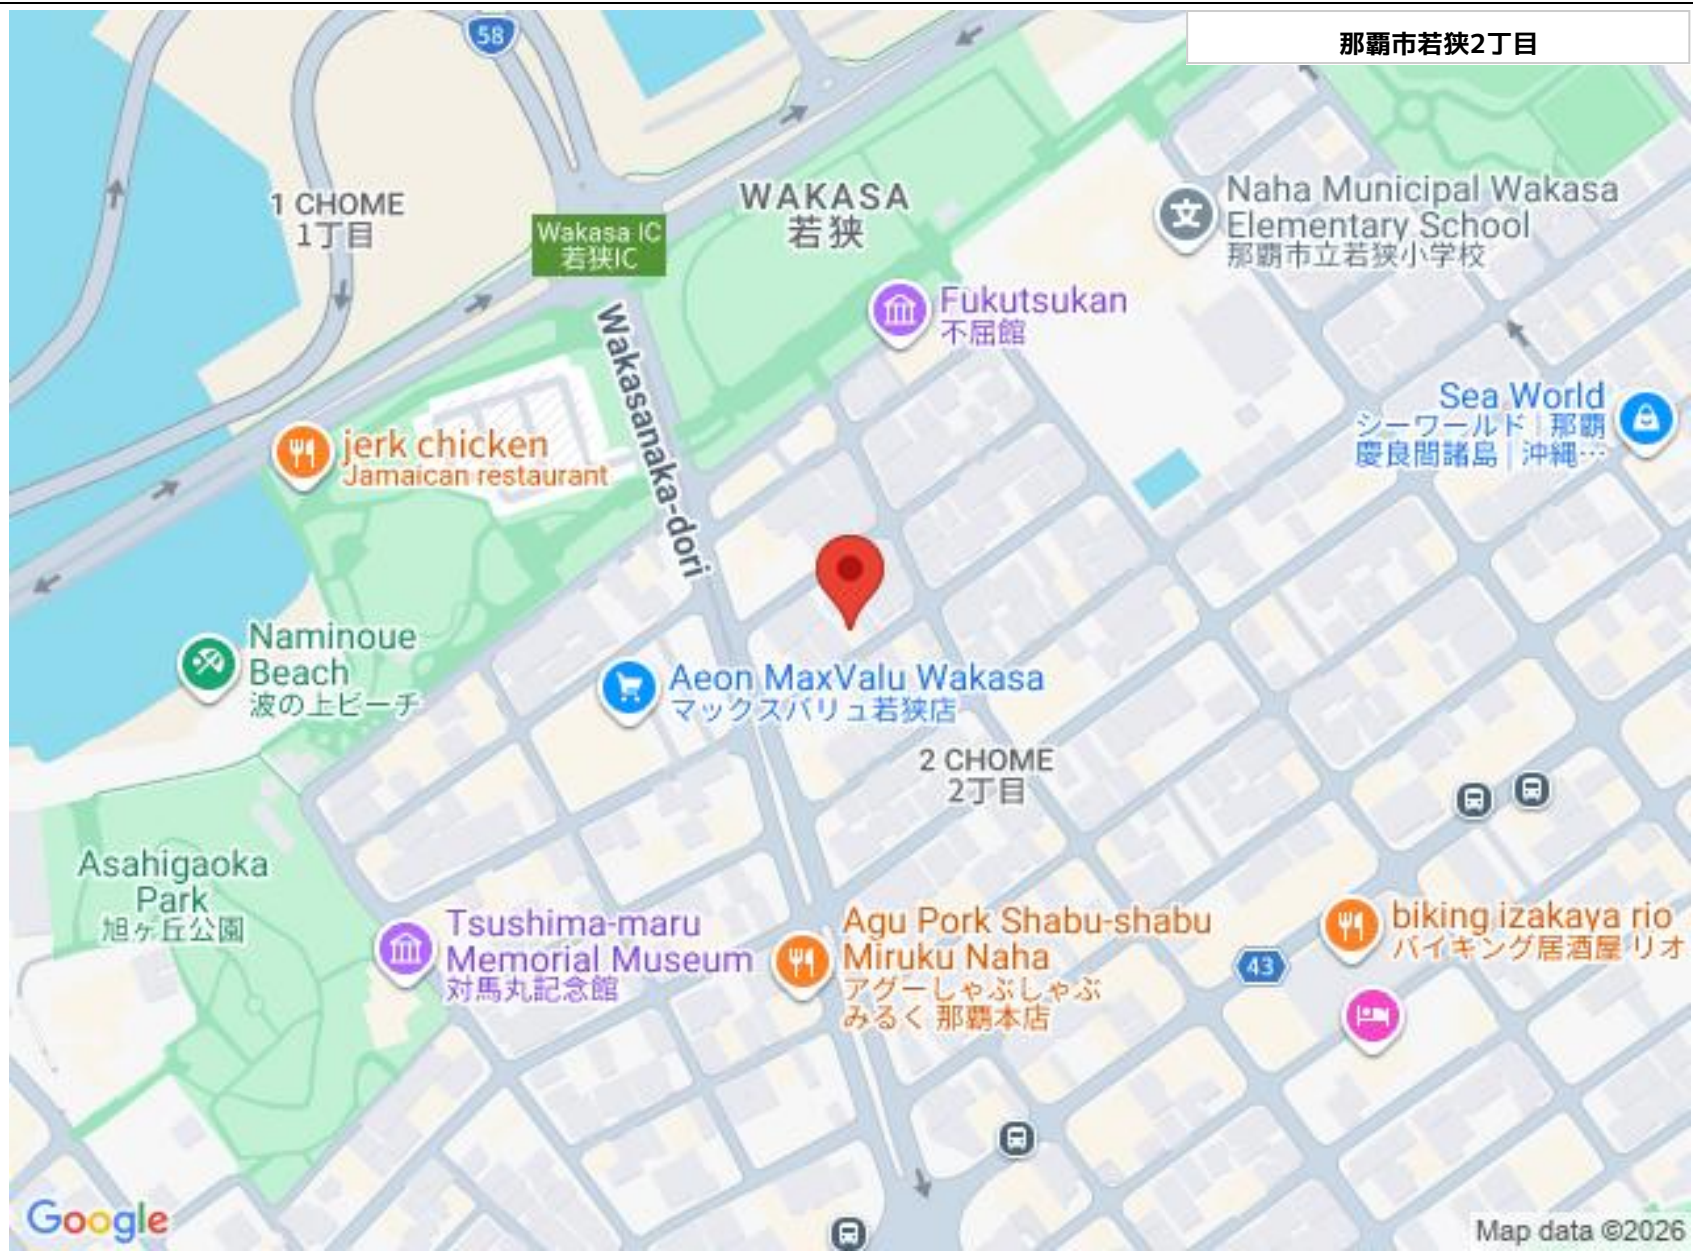 那覇市若狭2丁目
58
1 CHOME
1丁目
WAKASA
若狭
Wakasa IC
若狭IC
Naha Municipal Wakasa
Elementary School
那覇市立若狭小学校
文
Fukutsukan
不屈館
Wakasanaka-dori
Sea World
シーワールド | 那覇
慶良間諸島 | 沖縄…
jerk chicken
Jamaican restaurant
Naminoue
Beach
波の上ビーチ
Aeon MaxValu Wakasa
マックスバリュ若狭店
2 CHOME
2丁目
Asahigaoka
Park
旭ヶ丘公園
Tsushima-maru
Memorial Museum
対馬丸記念館
Agu Pork Shabu-shabu
Miruku Naha
アグーしゃぶしゃぶ
みるく 那覇本店
43
biking izakaya rio
バイキング居酒屋 リオ
Google
Map data ©2026